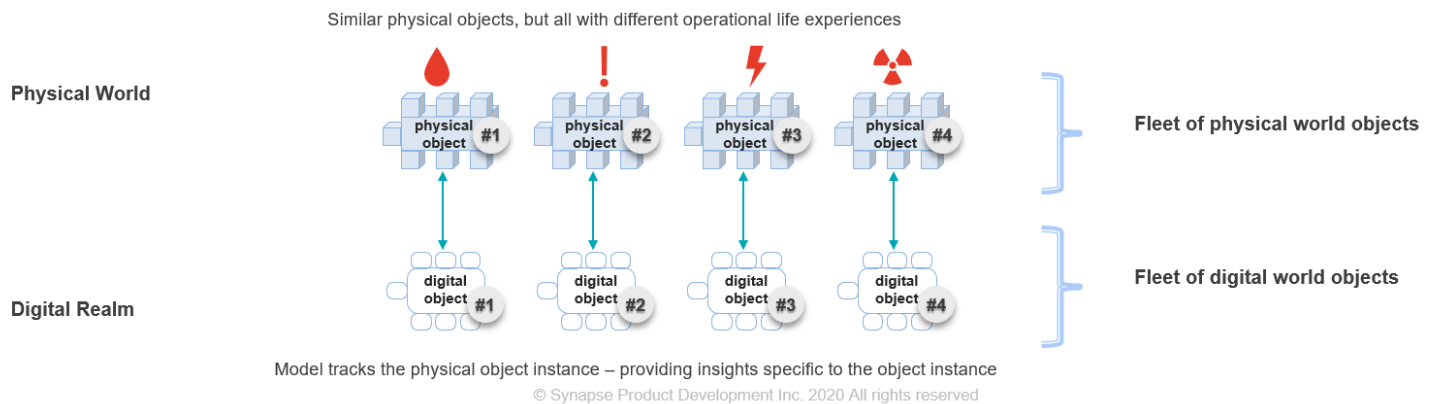 Similar physical objects, but all with different operational life experiences
Physical World
physical
object
#1
physical
object
#2
physical
object
#3
physical
object
#4
Fleet of physical world objects
digital
object
#1
digital
object
#2
digital
object
#3
digital
object
#4
Fleet of digital world objects
Digital Realm
Model tracks the physical object instance – providing insights specific to the object instance
© Synapse Product Development Inc. 2020 All rights reserved